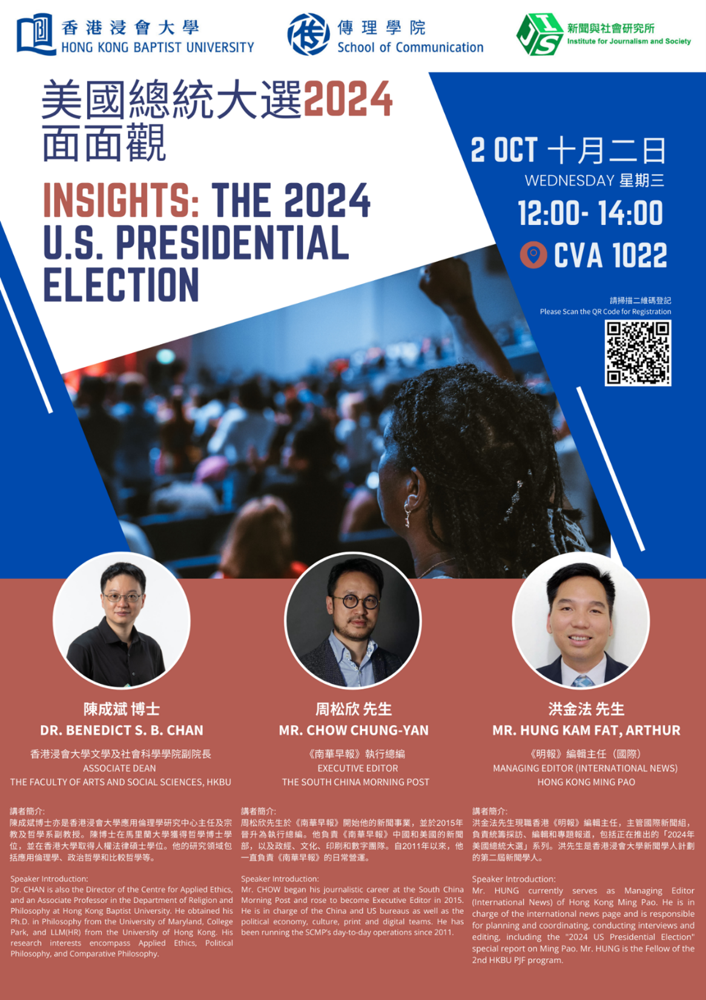 香港浸會大學
HONG KONG BAPTIST UNIVERSITY
傳理學院
School of Communication
新聞與社會研究所
Institute for Journalism and Society
美國總統大選2024
面面觀
INSIGHTS: THE 2024
U.S. PRESIDENTIAL
ELECTION
2 OCT 十月二日
WEDNESDAY 星期三
12:00- 14:00
CVA 1022
請掃描二維碼登記
Please Scan the QR Code for Registration
陳成斌 博士
DR. BENEDICT S. B. CHAN
香港浸會大學文學及社會科學學院副院長
ASSOCIATE DEAN
THE FACULTY OF ARTS AND SOCIAL SCIENCES, HKBU
講者簡介:
陳成斌博士亦是香港浸會大學應用倫理學研究中心主任及宗
教及哲學系副教授。陳博士在馬里蘭大學獲得哲學博士學
位，並在香港大學取得人權法律碩士學位。他的研究領域包
括應用倫理學、政治哲學和比較哲學等。
Speaker Introduction:
Dr. CHAN is also the Director of the Centre for Applied Ethics,
and an Associate Professor in the Department of Religion and
Philosophy at Hong Kong Baptist University. He obtained his
Ph.D. in Philosophy from the University of Maryland, College
Park, and LLM(HR) from the University of Hong Kong. His
research interests encompass Applied Ethics, Political
Philosophy, and Comparative Philosophy.
周松欣 先生
MR. CHOW CHUNG-YAN
《南華早報》執行總編
EXECUTIVE EDITOR
THE SOUTH CHINA MORNING POST
講者簡介:
周松欣先生於《南華早報》開始他的新聞事業，並於2015年
晉升為執行總編。他負責《南華早報》中國和美國的新聞
部，以及政經、文化、印刷和數字團隊。自2011年以來，他
一直負責《南華早報》的日常營運。
Speaker Introduction:
Mr. CHOW began his journalistic career at the South China
Morning Post and rose to become Executive Editor in 2015.
He is in charge of the China and US bureaus as well as the
political economy, culture, print and digital teams. He has
been running the SCMP's day-to-day operations since 2011.
洪金法 先生
MR. HUNG KAM FAT, ARTHUR
《明報》編輯主任（國際）
MANAGING EDITOR (INTERNATIONAL NEWS)
HONG KONG MING PAO
講者簡介:
洪金法先生現職香港《明報》編輯主任，主管國際新聞組，
負責統籌採訪、編輯和專題報道，包括正在推出的「2024年
美國總統大選」系列。洪先生是香港浸會大學新聞學人計劃
的第二屆新聞學人。
Speaker Introduction:
Mr. HUNG currently serves as Managing Editor
(International News) of Hong Kong Ming Pao. He is in
charge of the international news page and is responsible
for planning and coordinating, conducting interviews and
editing, including the "2024 US Presidential Election"
special report on Ming Pao. Mr. HUNG is the Fellow of the
2nd HKBU PJF program.